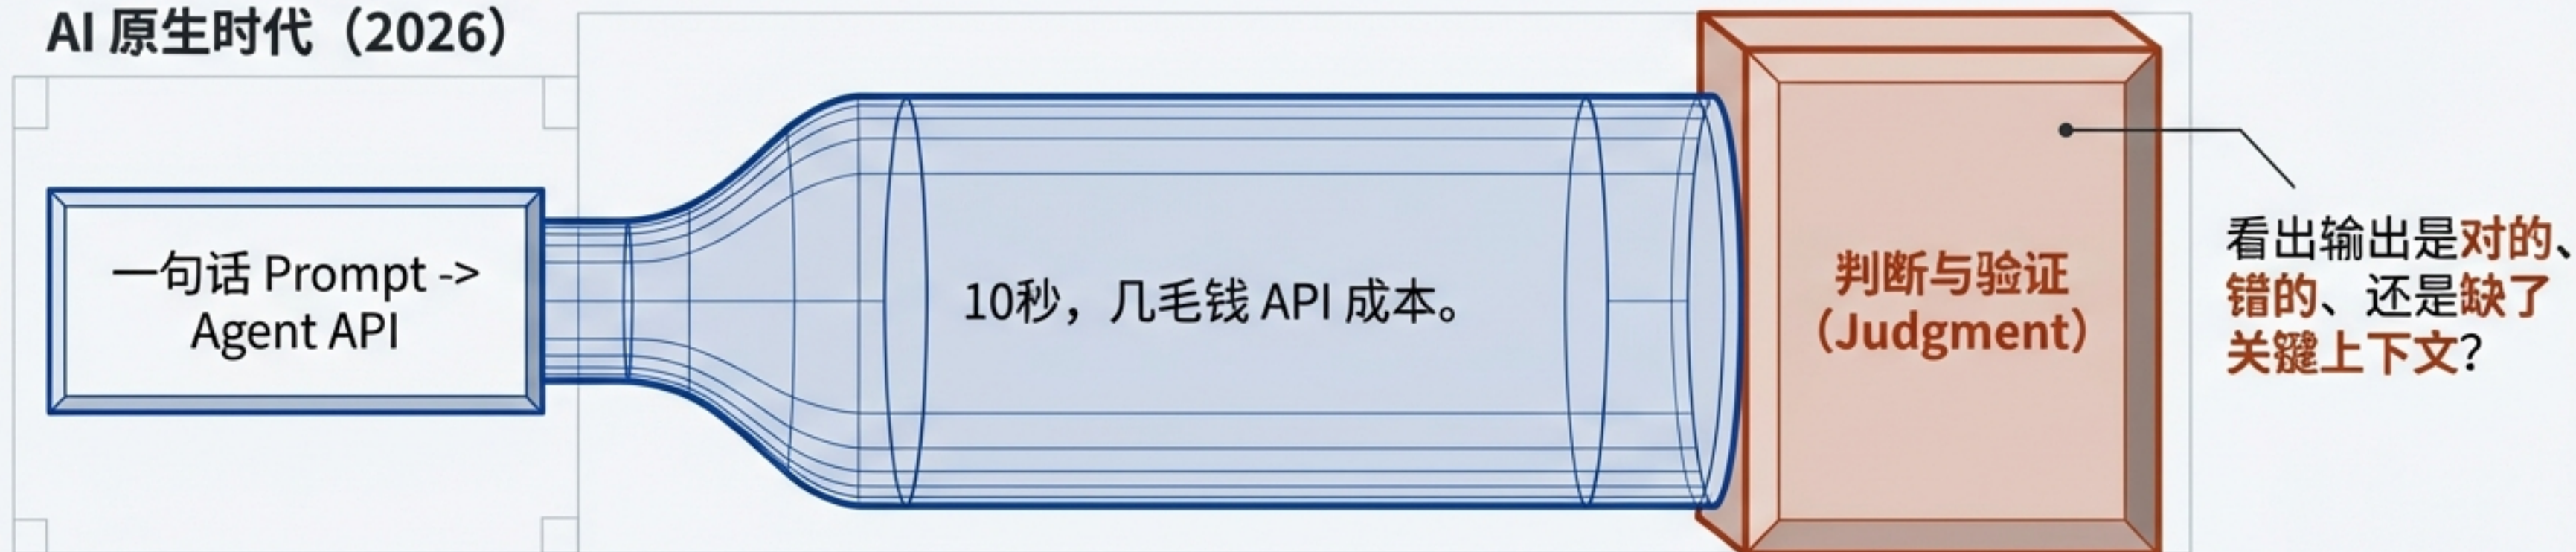 AI 原生时代（2026）
一句话 Prompt ->
Agent API
10秒，几毛钱 API 成本。
判断与验证
（Judgment）
看出输出是对的、
错的、还是缺了
关键上下文？